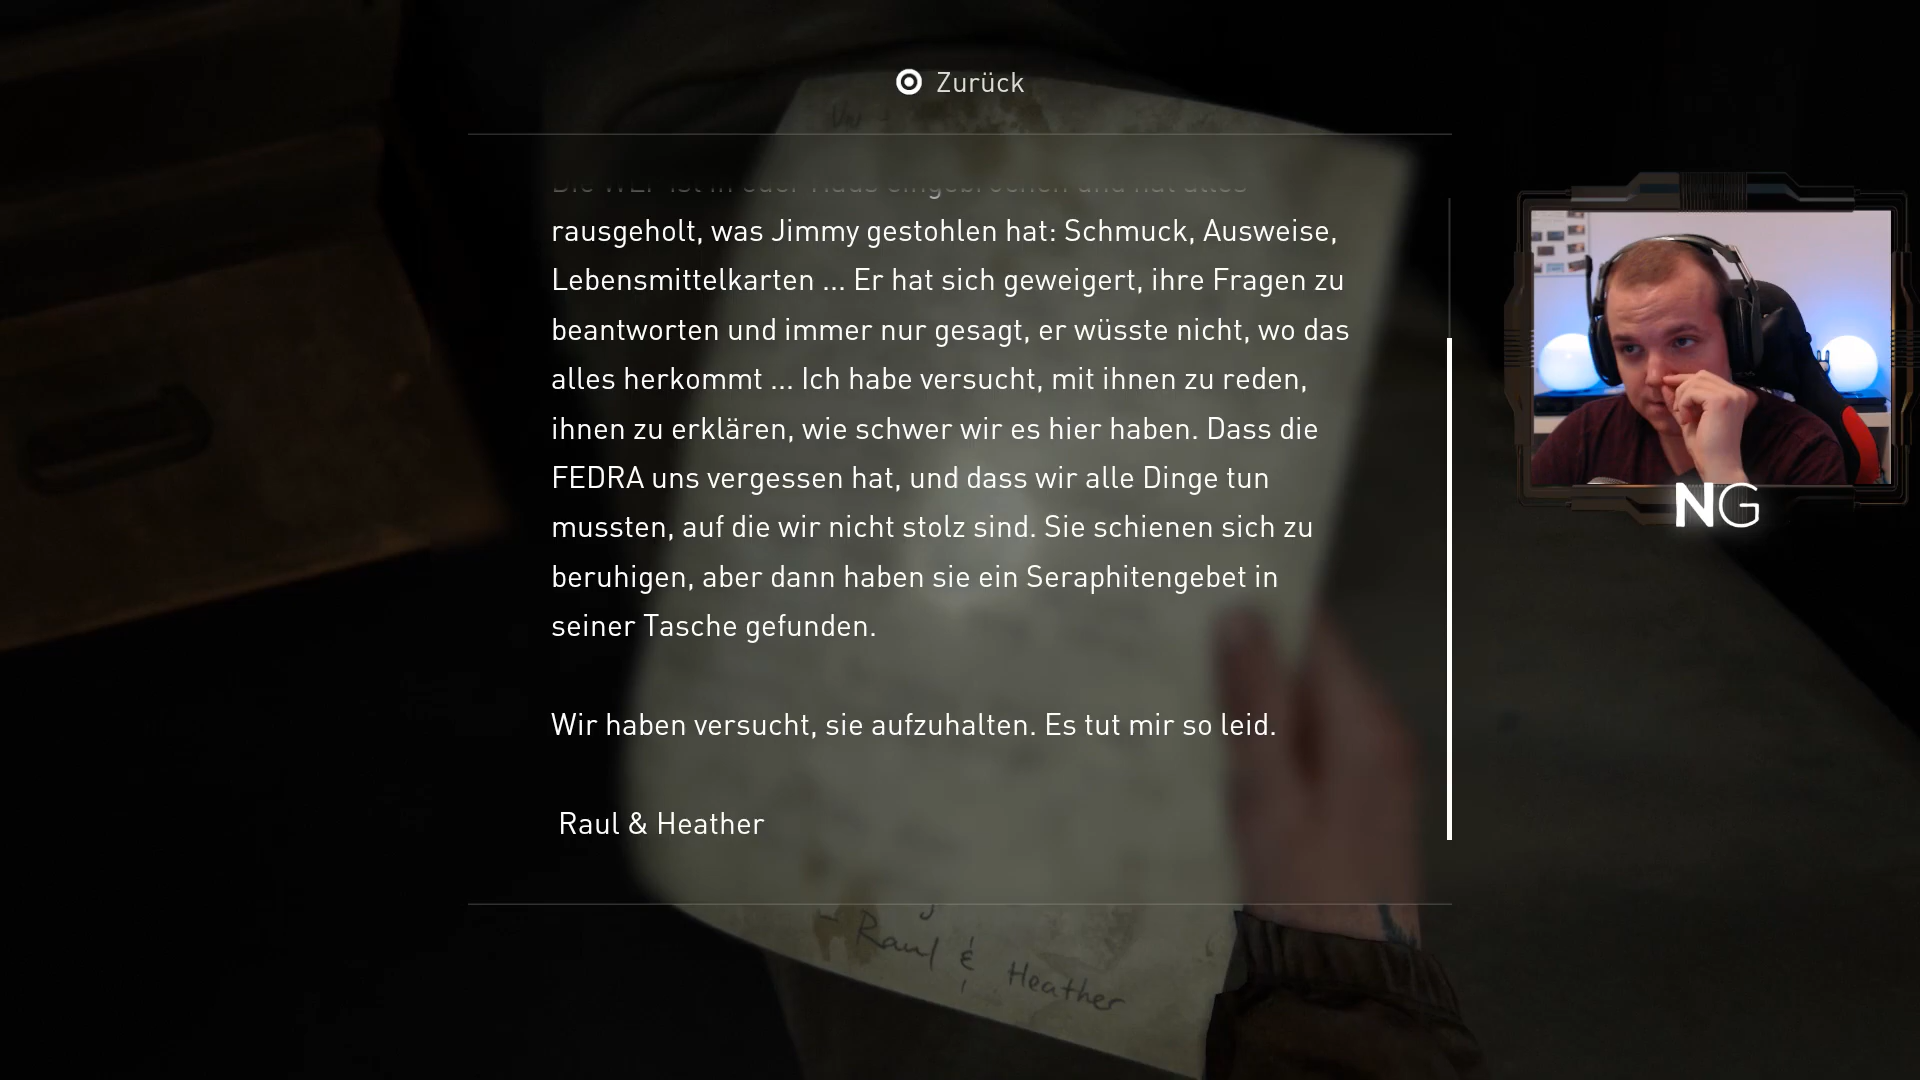 Zurück
rausgeholt, was Jimmy gestohlen hat: Schmuck, Ausweise,
Lebensmittelkarten ... Er hat sich geweigert, ihre Fragen zu
beantworten und immer nur gesagt, er wüsste nicht, wo das
alles herkommt ... Ich habe versucht, mit ihnen zu reden,
ihnen zu erklären, wie schwer wir es hier haben. Dass die
FEDRA uns vergessen hat, und dass wir alle Dinge tun
mussten, auf die wir nicht stolz sind. Sie schienen sich zu
beruhigen, aber dann haben sie ein Seraphitengebet in
seiner Tasche gefunden.
Wir haben versucht, sie aufzuhalten. Es tut mir so leid.
Raul & Heather
Raul & Heather
NG